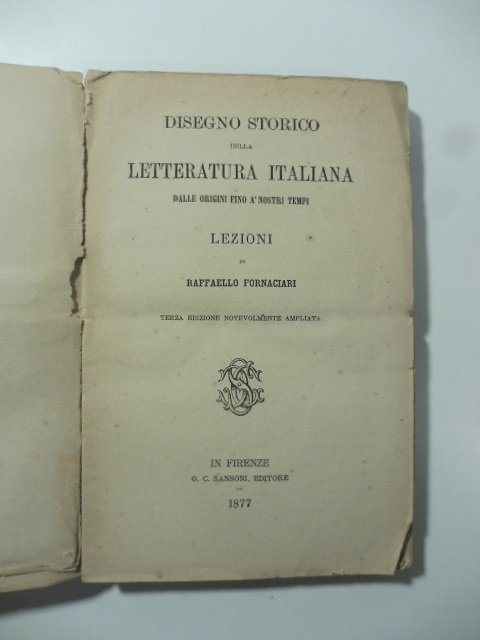 DISEGNO STORICO
DELLA
LETTERATURA ITALIANA
DALLE ORIGINI FINO A' NOSTRI TEMPI
LEZIONI
DI
RAFFAELLO FORNACIARI
TERZA EDIZIONE NOTEVOLMENTE AMPLIATA
IN FIRENZE
G. C. SANSONI, EDITORE
1877